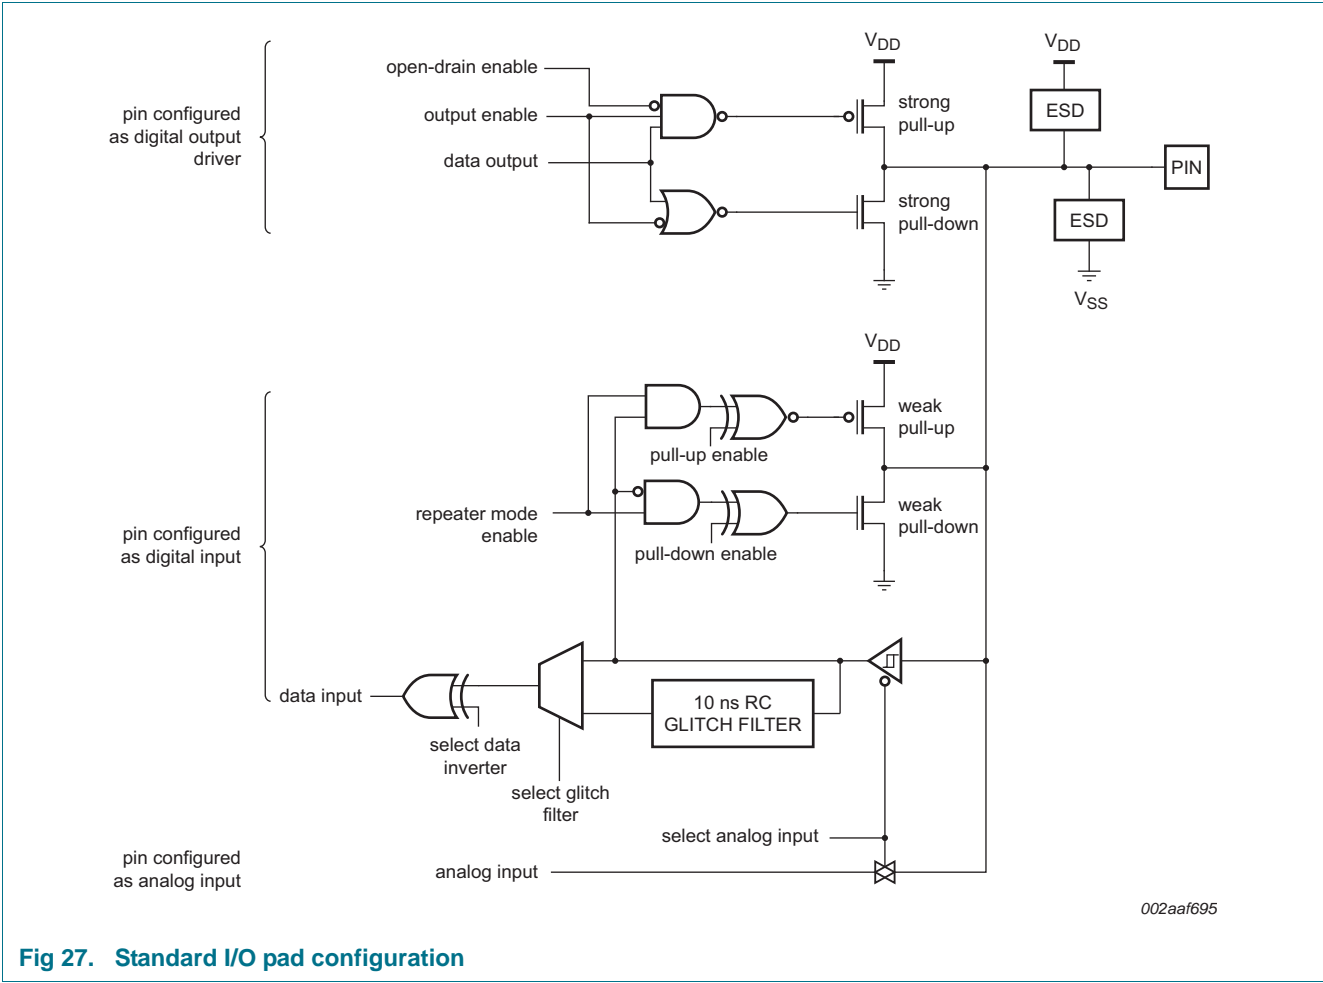 pin configured
as digital output
driver
open-drain enable
output enable
data output
VDD
strong
pull-up
strong
pull-down
VDD
ESD
PIN
ESD
VSS
pin configured
as digital input
VDD
weak
pull-up
pull-up enable
repeater mode
enable
weak
pull-down
pull-down enable
data input
10 ns RC
GLITCH FILTER
select data
inverter
select glitch
filter
select analog input
pin configured
as analog input
analog input
002aaf695
Fig 27. Standard I/O pad configuration